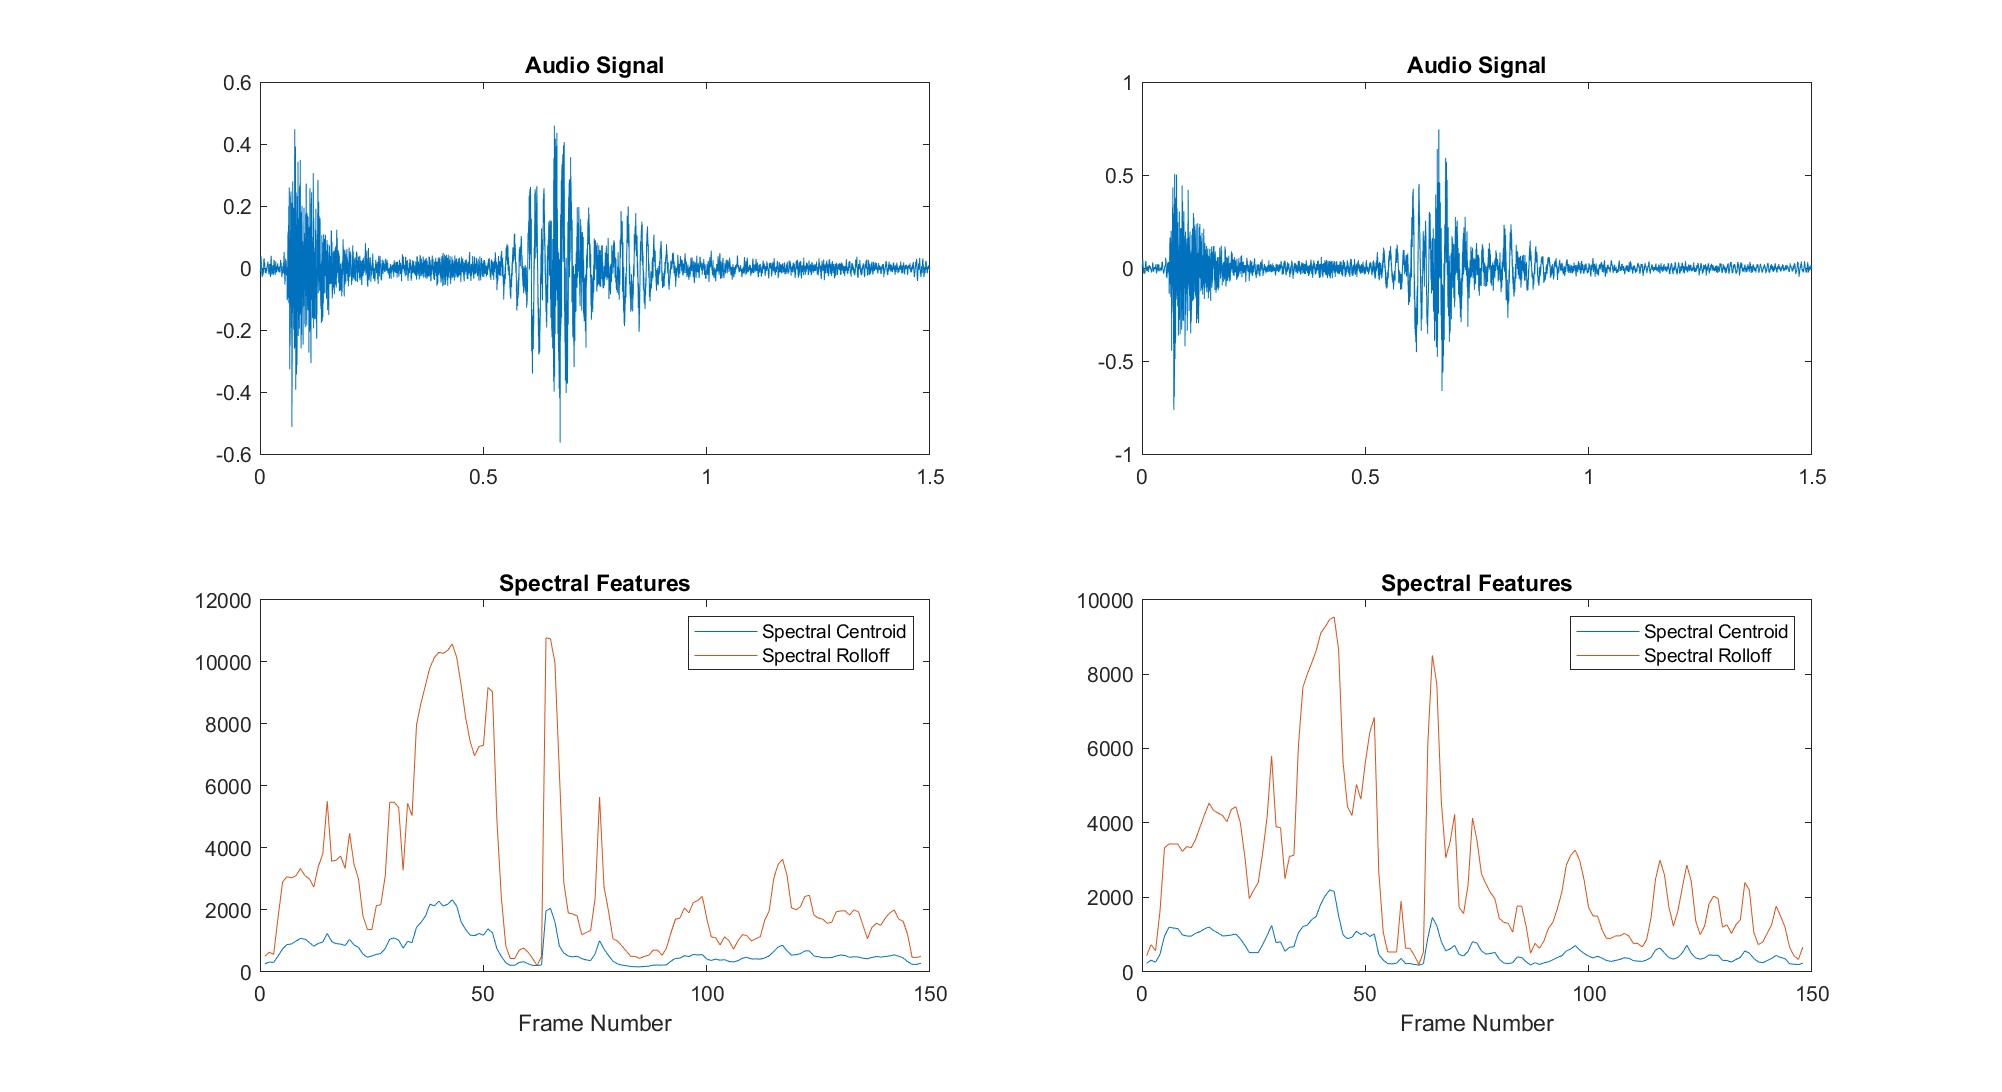 Audio Signal
0.6
0.4
0.2
0
-0.2
-0.4
-0.6
0 0.5 1 1.5
Audio Signal
1
0.5
0
-0.5
-1
0 0.5 1 1.5
Spectral Features
12000
10000
8000
6000
4000
2000
0
Spectral Centroid
Spectral Rolloff
0 50 100 150
Frame Number
Spectral Features
10000
8000
6000
4000
2000
0
Spectral Centroid
Spectral Rolloff
0 50 100 150
Frame Number